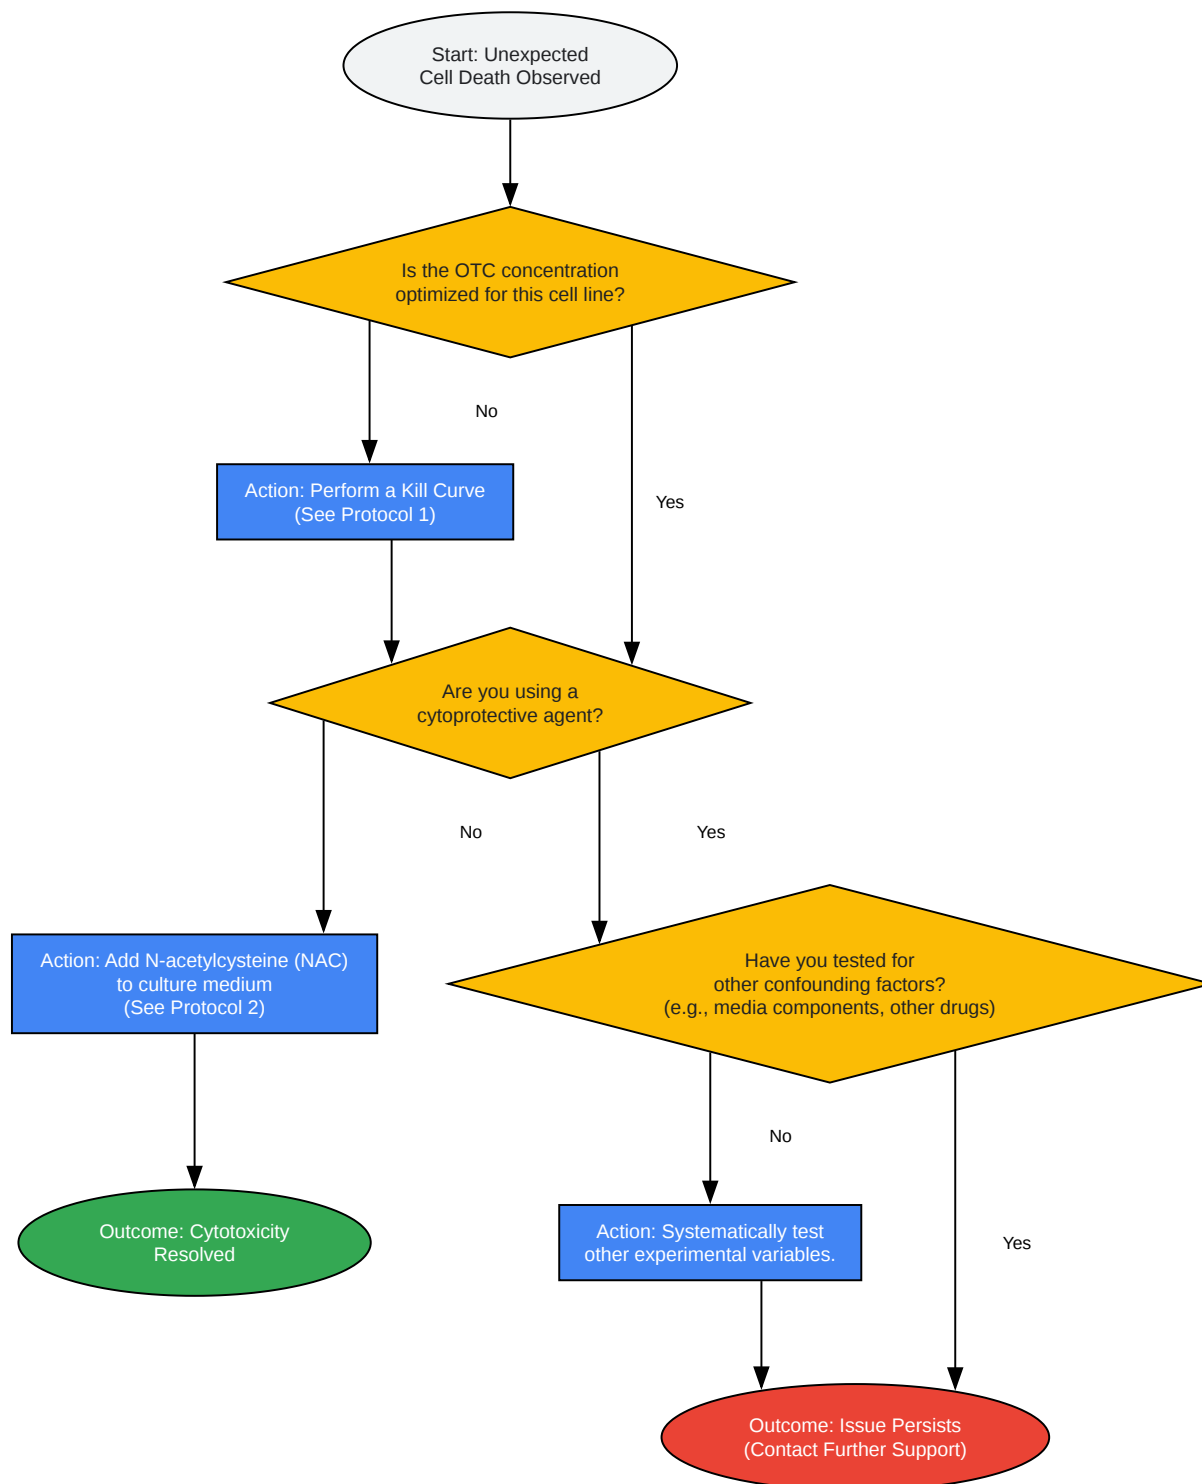 Start: Unexpected
Cell Death Observed
Is the OTC concentration
optimized for this cell line?
No
Yes
Action: Perform a Kill Curve
(See Protocol 1)
Are you using a
cytoprotective agent?
No
Yes
Action: Add N-acetylcysteine (NAC)
to culture medium
(See Protocol 2)
Have you tested for
other confounding factors?
(e.g., media components, other drugs)
No
Yes
Outcome: Cytotoxicity
Resolved
Action: Systematically test
other experimental variables.
Outcome: Issue Persists
(Contact Further Support)